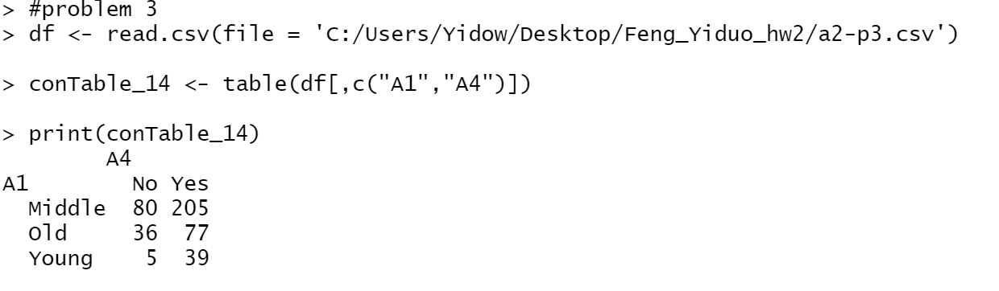 > #problem 3
> df <- read.csv(file = 'C:/Users/Yidow/Desktop/Feng_Yiduo_hw2/a2-p3.csv')
> conTable_14 <- table(df[,c("A1","A4")])
> print(conTable_14)
        A4
A1        No Yes
  Middle  80 205
  Old     36  77
  Young    5  39